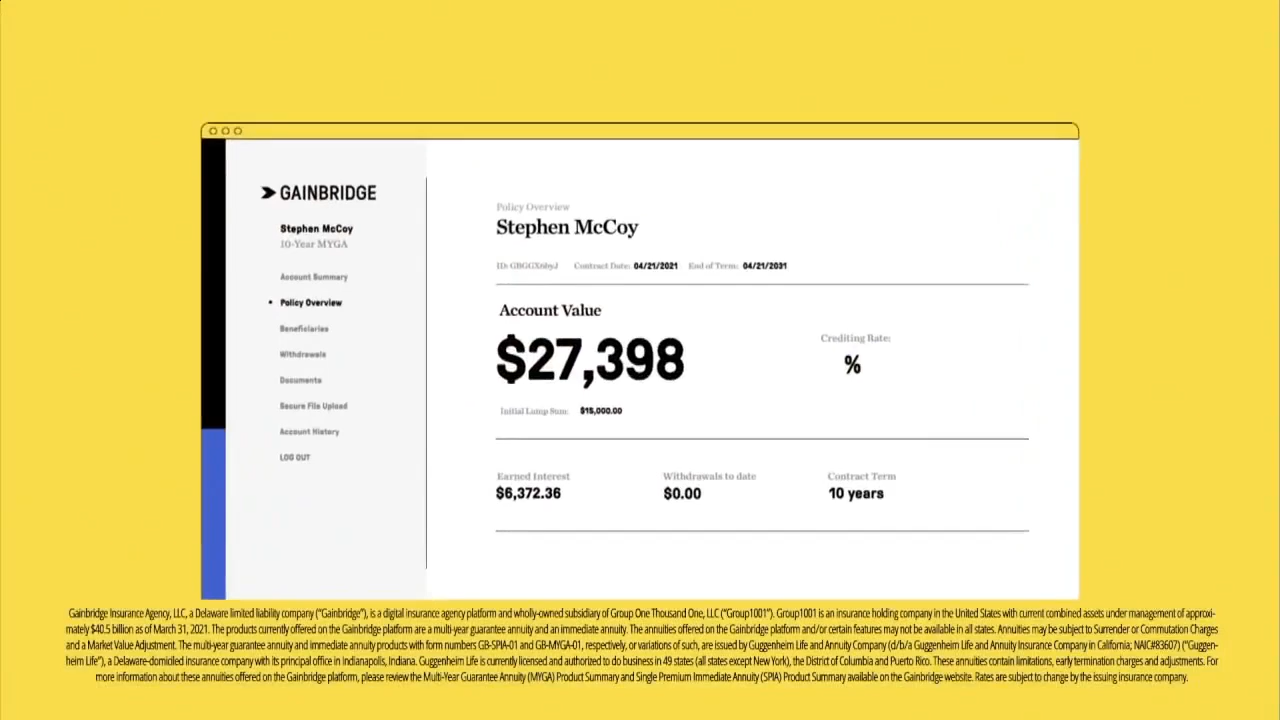 GAINBRIDGE
Stephen McCoy
10-Year MYGA
Account Summary
Policy Overview
Beneficiaries
Withdrawals
Documents
Secure File Upload
Account History
LOG OUT
Policy Overview
Stephen McCoy
ID: Contract Date: 04/21/2021 End of Term: 04/21/2031
Account Value
$27,398
Crediting Rate:
%
Initial Lump Sum: $15,000.00
Earned Interest Withdrawals to date Contract Term
$6,372.36 $0.00 10 years
Gainbridge Insurance Agency, LLC, a Delaware limited liability company (“Gainbridge”), is a digital insurance agency platform and wholly-owned subsidiary of Group One Thousand One, LLC (“Group1001”). Group1001 is an insurance holding company in the United States with current combined assets under management of approxi-
mately $40.5 billion as of March 31, 2021. The products currently offered on the Gainbridge platform are a multi-year guarantee annuity and an immediate annuity. The annuities offered on the Gainbridge platform and/or certain features may not be available in all states. Annuities may be subject to Surrender or Commutation Charges
and a Market Value Adjustment. The multi-year guarantee annuity and immediate annuity products with form numbers GB-SPIA-01 and GB-MYGA-01, respectively, or variations of such, are issued by Guggenheim Life and Annuity Company (d/b/a Guggenheim Life and Annuity Insurance Company in California; NAIC#83607) (“Guggen-
heim Life”), a Delaware-domiciled insurance company with its principal office in Indianapolis, Indiana. Guggenheim Life is currently licensed and authorized to do business in 49 states (all states except New York), the District of Columbia and Puerto Rico. These annuities contain limitations, early termination charges and adjustments. For
more information about these annuities offered on the Gainbridge platform, please review the Multi-Year Guarantee Annuity (MYGA) Product Summary and Single Premium Immediate Annuity (SPIA) Product Summary available on the Gainbridge website. Rates are subject to change by the issuing insurance company.